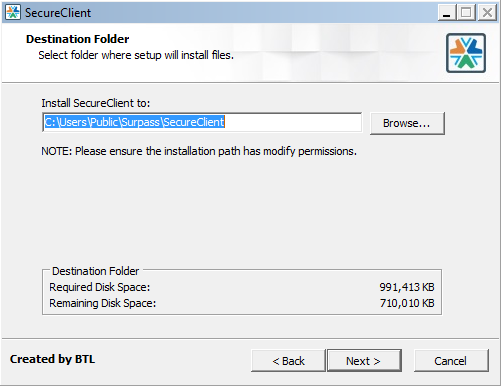 SecureClient
Destination Folder
Select folder where setup will install files.
Install SecureClient to:
C:\Users\Public\Surpass\SecureClient
Browse...
NOTE: Please ensure the installation path has modify permissions.
Destination Folder
Required Disk Space: 991,413 KB
Remaining Disk Space: 710,010 KB
Created by BTL
< Back
Next >
Cancel